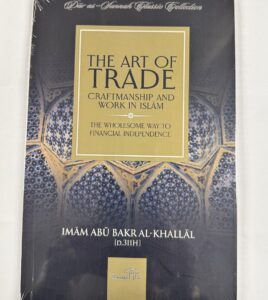 Dār as-Sunnah Classic Collection
THE ART OF
TRADE
CRAFTMANSHIP AND
WORK IN ISLAM
THE WHOLESOME WAY TO
FINANCIAL INDEPENDENCE
IMĀM ABŪ BAKR AL-KHALLĀL
[D.311H]